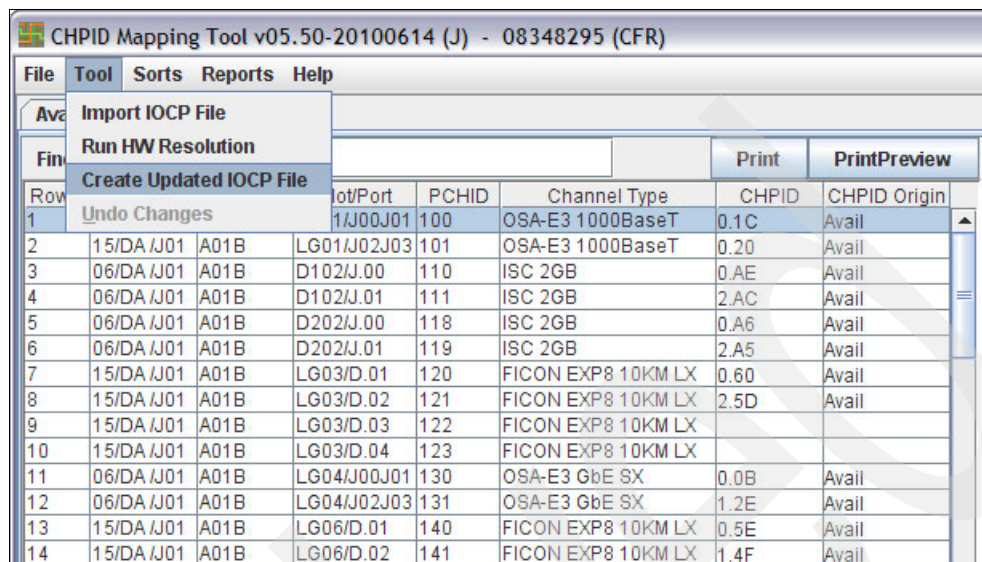 CHPID Mapping Tool v05.50-20100614 (J) - 08348295 (CFR)
File Tool Sorts Reports Help
Import IOCP File
Run HW Resolution
Create Updated IOCP File
Undo Changes
Print PrintPreview
Row PCHID Channel Type CHPID CHPID Origin
1 100 OSA-E3 1000BaseT 0.1C Avail
2 15/DA /J01 A01B LG01/J02J03 101 OSA-E3 1000BaseT 0.20 Avail
3 06/DA /J01 A01B D102/J.00 110 ISC 2GB 0.AE Avail
4 06/DA /J01 A01B D102/J.01 111 ISC 2GB 2.AC Avail
5 06/DA /J01 A01B D202/J.00 118 ISC 2GB 0.A6 Avail
6 06/DA /J01 A01B D202/J.01 119 ISC 2GB 2.A5 Avail
7 15/DA /J01 A01B LG03/D.01 120 FICON EXP8 10KM LX 0.60 Avail
8 15/DA /J01 A01B LG03/D.02 121 FICON EXP8 10KM LX 2.5D Avail
9 15/DA /J01 A01B LG03/D.03 122 FICON EXP8 10KM LX
10 15/DA /J01 A01B LG03/D.04 123 FICON EXP8 10KM LX
11 06/DA /J01 A01B LG04/J00J01 130 OSA-E3 GbE SX 0.0B Avail
12 06/DA /J01 A01B LG04/J02J03 131 OSA-E3 GbE SX 1.2E Avail
13 15/DA /J01 A01B LG06/D.01 140 FICON EXP8 10KM LX 0.5E Avail
14 15/DA /J01 A01B LG06/D.02 141 FICON EXP8 10KM LX 1.4F Avail